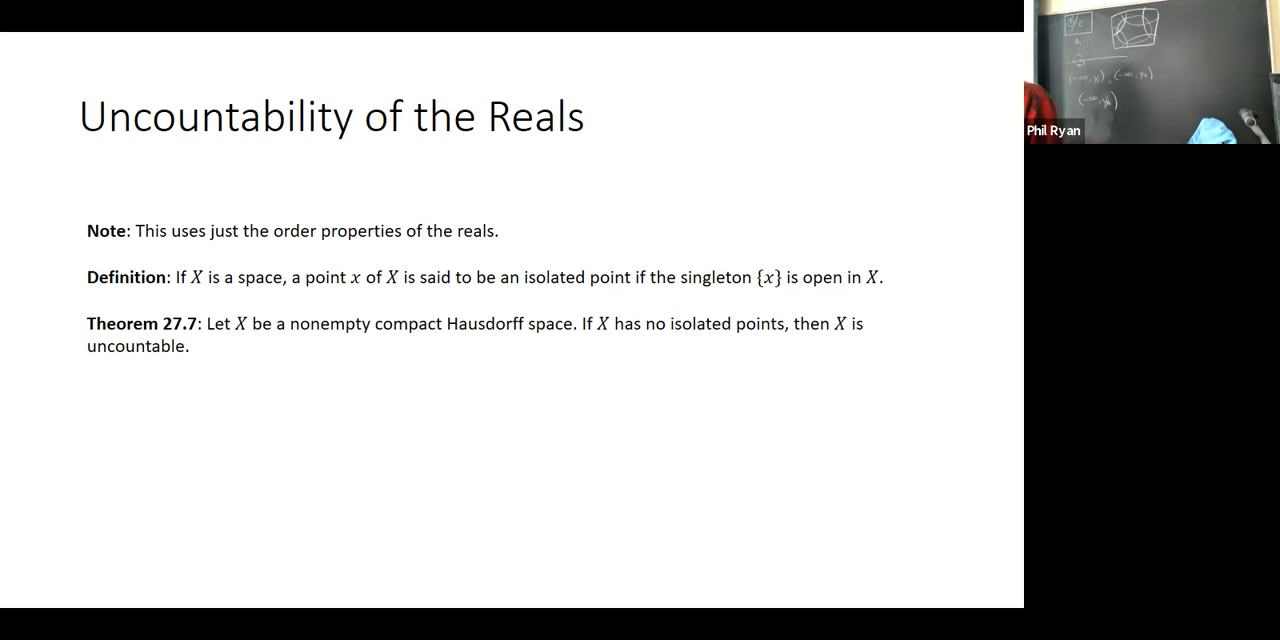 Uncountability of the Reals
Note: This uses just the order properties of the reals.
Definition: If X is a space, a point x of X is said to be an isolated point if the singleton {x} is open in X.
Theorem 27.7: Let X be a nonempty compact Hausdorff space. If X has no isolated points, then X is
uncountable.
Phil Ryan